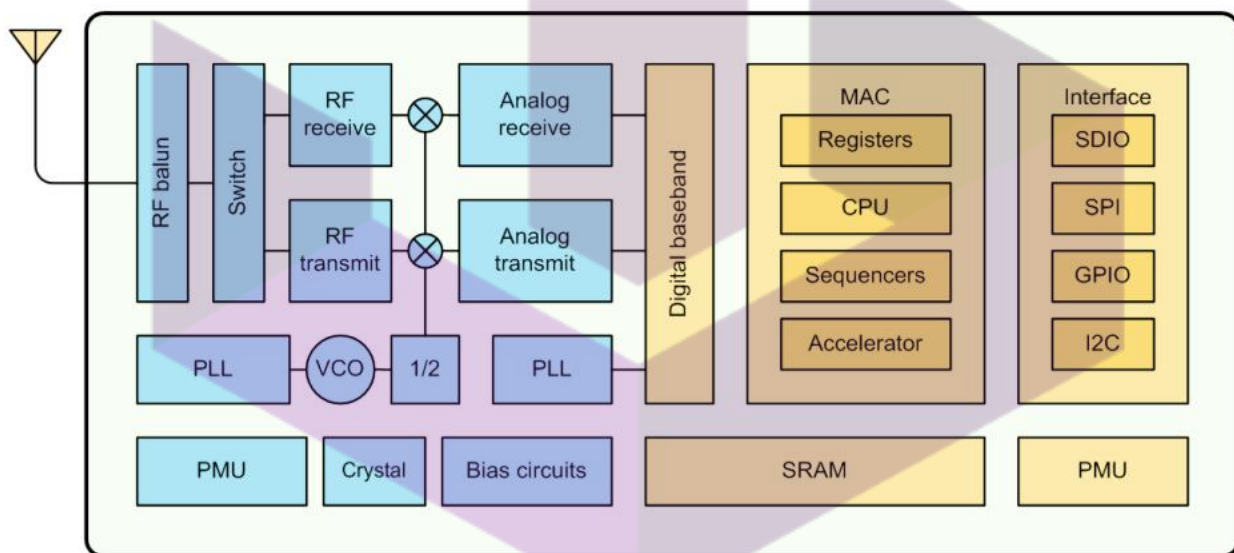 RF balun
Switch
RF
receive
Analog
receive
RF
transmit
Analog
transmit
Digital baseband
MAC
Registers
CPU
Sequencers
Accelerator
Interface
SDIO
SPI
GPIO
I2C
PLL
VCO
1/2
PLL
PMU
Crystal
Bias circuits
SRAM
PMU